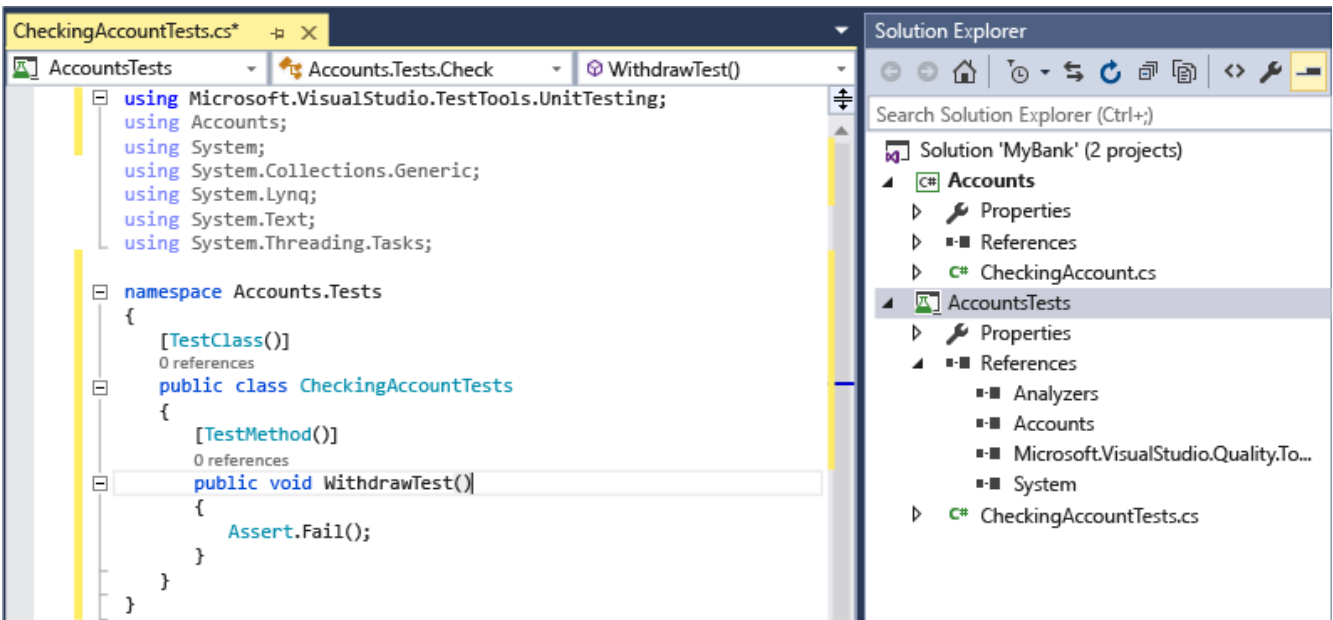 CheckingAccountTests.cs*
AccountsTests
Accounts.Tests.Check
WithdrawTest()
using Microsoft.VisualStudio.TestTools.UnitTesting;
using Accounts;
using System;
using System.Collections.Generic;
using System.Lynq;
using System.Text;
using System.Threading.Tasks;
namespace Accounts.Tests
{
[TestClass()]
0 references
public class CheckingAccountTests
{
[TestMethod()]
0 references
public void WithdrawTest()
{
Assert.Fail();
}
}
}
Solution Explorer
Search Solution Explorer (Ctrl+;)
Solution 'MyBank' (2 projects)
C# Accounts
Properties
References
C# CheckingAccount.cs
AccountsTests
Properties
References
Analyzers
Accounts
Microsoft.VisualStudio.Quality.To...
System
C# CheckingAccountTests.cs